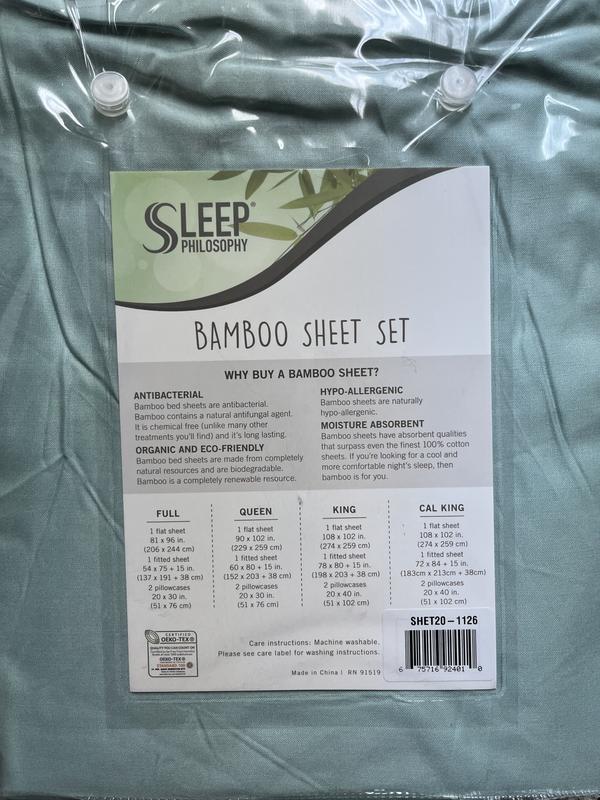 SLEEP®
PHILOSOPHY
BAMBOO SHEET SET
WHY BUY A BAMBOO SHEET?
ANTIBACTERIAL
Bamboo bed sheets are antibacterial.
Bamboo contains a natural antifungal agent.
It is chemical free (unlike many other
treatments you'll find) and it's long lasting.
ORGANIC AND ECO-FRIENDLY
Bamboo bed sheets are made from completely
natural resources and are biodegradable.
Bamboo is a completely renewable resource.
HYPO-ALLERGENIC
Bamboo sheets are naturally
hypo-allergenic.
MOISTURE ABSORBENT
Bamboo sheets have absorbent qualities
that surpass even the finest 100% cotton
sheets. If you're looking for a cool and
more comfortable night's sleep, then
bamboo is for you.
FULL
1 flat sheet
81 x 96 in.
(206 x 244 cm)
1 fitted sheet
54 x 75 + 15 in.
(137 x 191 + 38 cm)
2 pillowcases
20 x 30 in.
(51 x 76 cm)
QUEEN
1 flat sheet
90 x 102 in.
(229 x 259 cm)
1 fitted sheet
60 x 80 + 15 in.
(152 x 203 + 38 cm)
2 pillowcases
20 x 30 in.
(51 x 76 cm)
KING
1 flat sheet
108 x 102 in.
(274 x 259 cm)
1 fitted sheet
78 x 80 + 15 in.
(198 x 203 + 38 cm)
2 pillowcases
20 x 40 in.
(51 x 102 cm)
CAL KING
1 flat sheet
108 x 102 in.
(274 x 259 cm)
1 fitted sheet
72 x 84 + 15 in.
(183cm x 213cm + 38cm)
2 pillowcases
20 x 40 in.
(51 x 102 cm)
CERTIFIED
OEKO-TEX®
QUALITY YOU CAN COUNT ON
OEKO-TEX®
STANDARD 100
Care instructions: Machine washable.
Please see care label for washing instructions.
Made in China | RN 91519
SHET20-1126
6 75716 92401 0